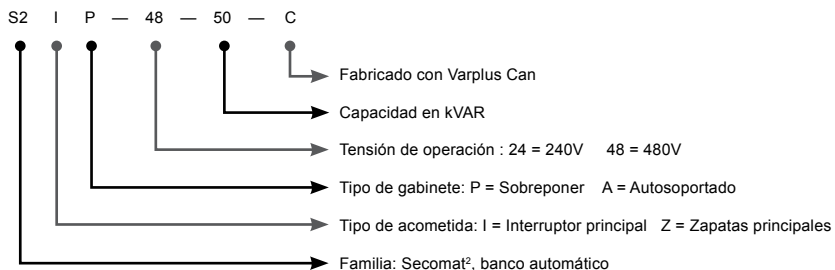 S2 I P — 48 — 50 — C
Fabricado con Varplus Can
Capacidad en kVAR
Tensión de operación : 24 = 240V 48 = 480V
Tipo de gabinete: P = Sobreponer A = Autosoportado
Tipo de acometida: I = Interruptor principal Z = Zapatas principales
Familia: Secomat², banco automático